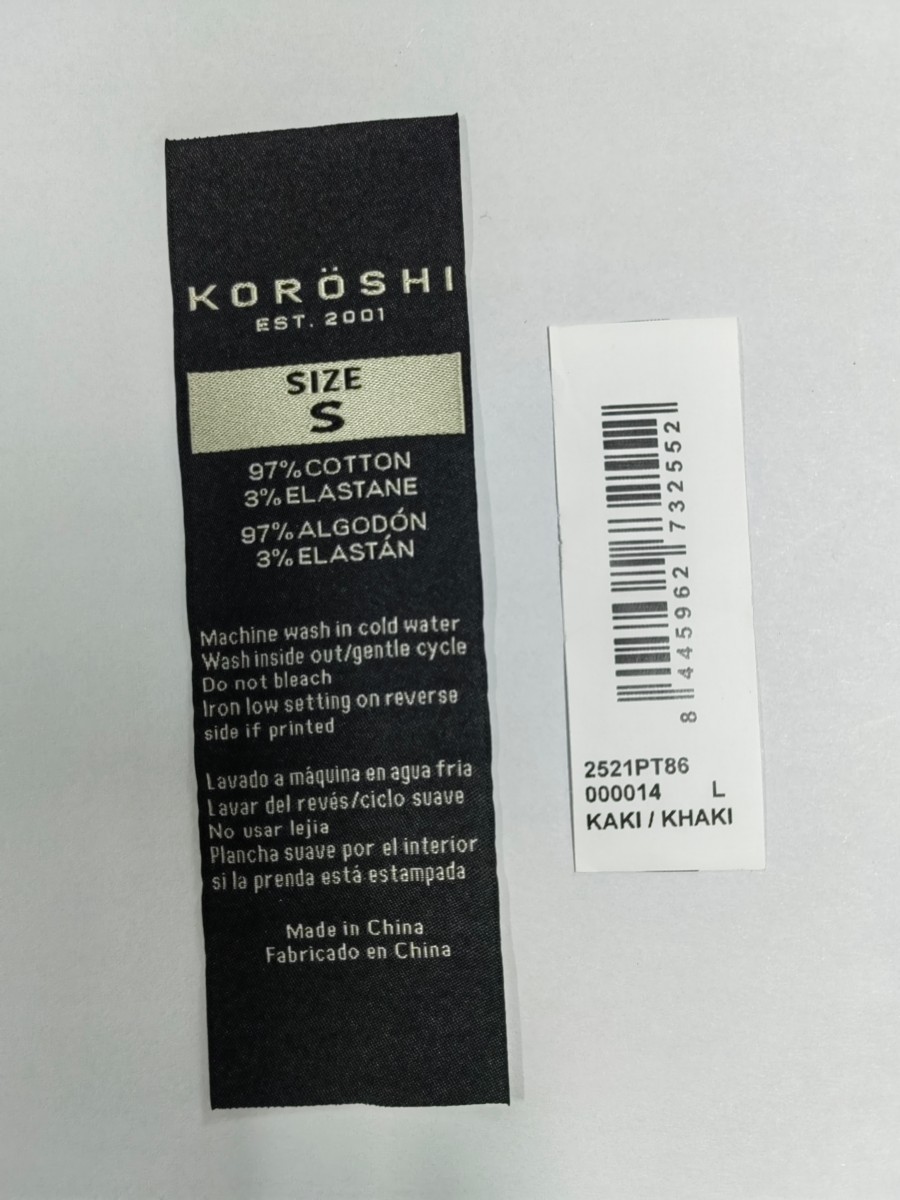 KORÖSHI
EST. 2001
SIZE
S
97% COTTON
3% ELASTANE
97% ALGODÓN
3% ELASTÁN
Machine wash in cold water
Wash inside out/gentle cycle
Do not bleach
Iron low setting on reverse
side if printed
Lavado a máquina en agua fria
Lavar del revés/ciclo suave
No usar lejia
Plancha suave por el interior
si la prenda está estampada
Made in China
Fabricado en China
8 445962 732552
2521PT86
000014 L
KAKI / KHAKI